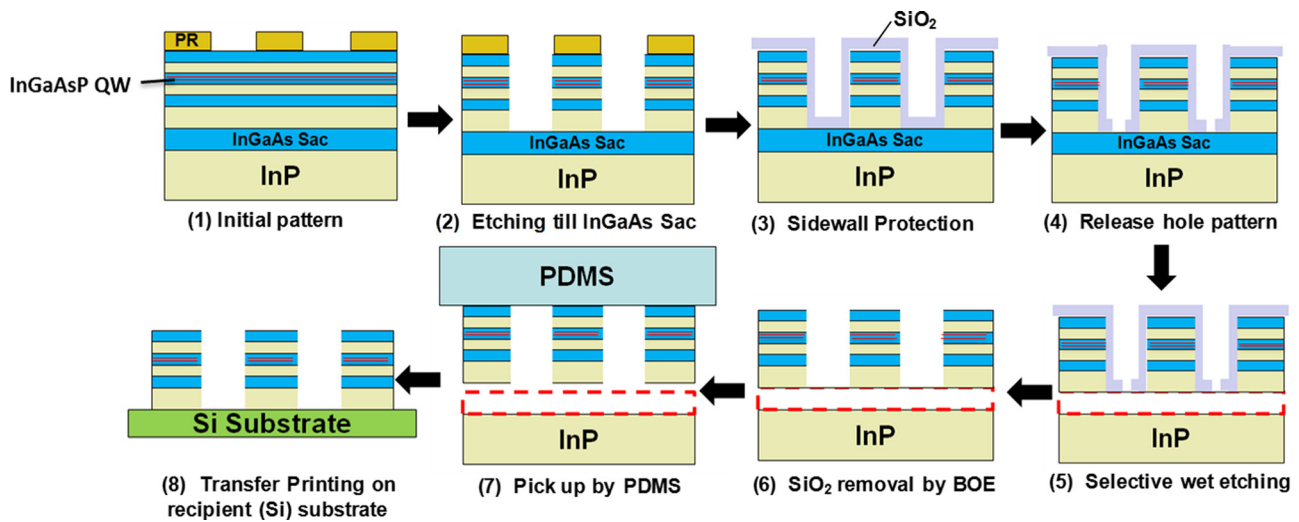 PR
InGaAsP QW
InGaAs Sac
InP
(1) Initial pattern
InGaAs Sac
InP
(2) Etching till InGaAs Sac
SiO₂
InGaAs Sac
InP
(3) Sidewall Protection
InGaAs Sac
InP
(4) Release hole pattern
InP
(5) Selective wet etching
InP
(6) SiO₂ removal by BOE
PDMS
InP
(7) Pick up by PDMS
Si Substrate
(8) Transfer Printing on
recipient (Si) substrate